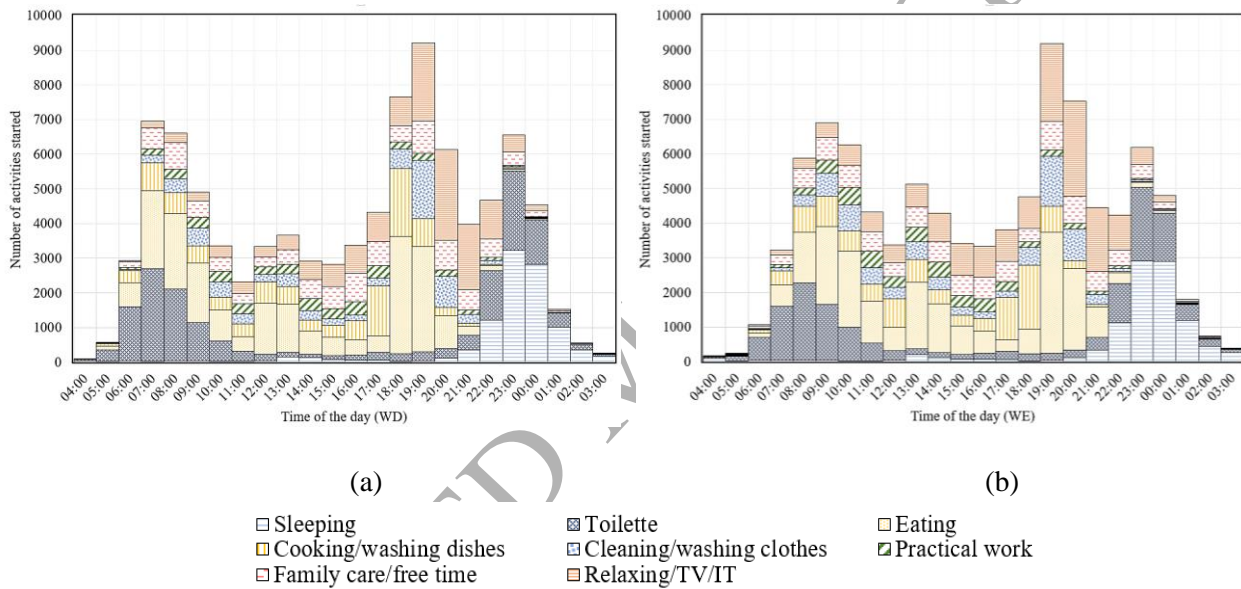 10000
9000
8000
7000
6000
5000
4000
3000
2000
1000
0
Number of activities started
04:00 05:00 06:00 07:00 08:00 09:00 10:00 11:00 12:00 13:00 14:00 15:00 16:00 17:00 18:00 19:00 20:00 21:00 22:00 23:00 00:00 01:00 02:00 03:00
Time of the day (WD)
(a)
10000
9000
8000
7000
6000
5000
4000
3000
2000
1000
0
Number of activities started
04:00 05:00 06:00 07:00 08:00 09:00 10:00 11:00 12:00 13:00 14:00 15:00 16:00 17:00 18:00 19:00 20:00 21:00 22:00 23:00 00:00 01:00 02:00 03:00
Time of the day (WE)
(b)
Sleeping Toilette Eating
Cooking/washing dishes Cleaning/washing clothes Practical work
Family care/free time Relaxing/TV/IT